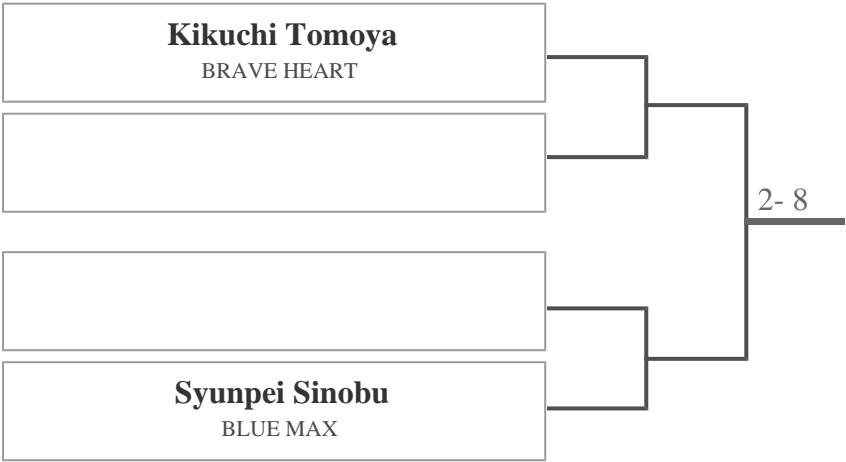 Kikuchi Tomoya
BRAVE HEART
2- 8
Syunpei Sinobu
BLUE MAX